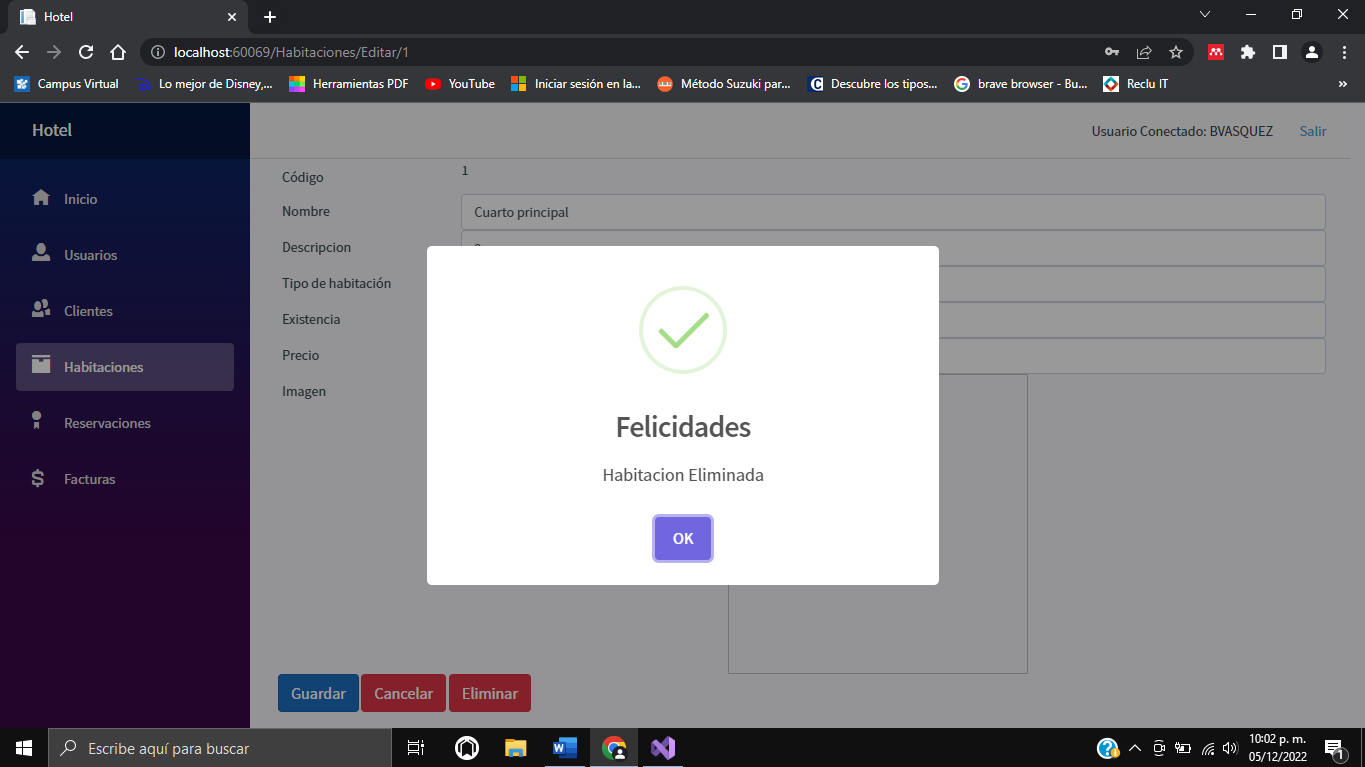 Hotel
localhost:60069/Habitaciones/Editar/1
Campus Virtual
Lo mejor de Disney,...
Herramientas PDF
YouTube
Iniciar sesión en la...
Método Suzuki par...
Descubre los tipos...
brave browser - Bu...
Reclu IT
»
Hotel
Usuario Conectado: BVASQUEZ
Salir
Inicio
Usuarios
Clientes
Habitaciones
Reservaciones
Facturas
Código
1
Nombre
Cuarto principal
Descripcion
Tipo de habitación
Existencia
Precio
Imagen
Felicidades
Habitacion Eliminada
OK
Guardar
Cancelar
Eliminar
Escribe aquí para buscar
10:02 p. m.
05/12/2022
1